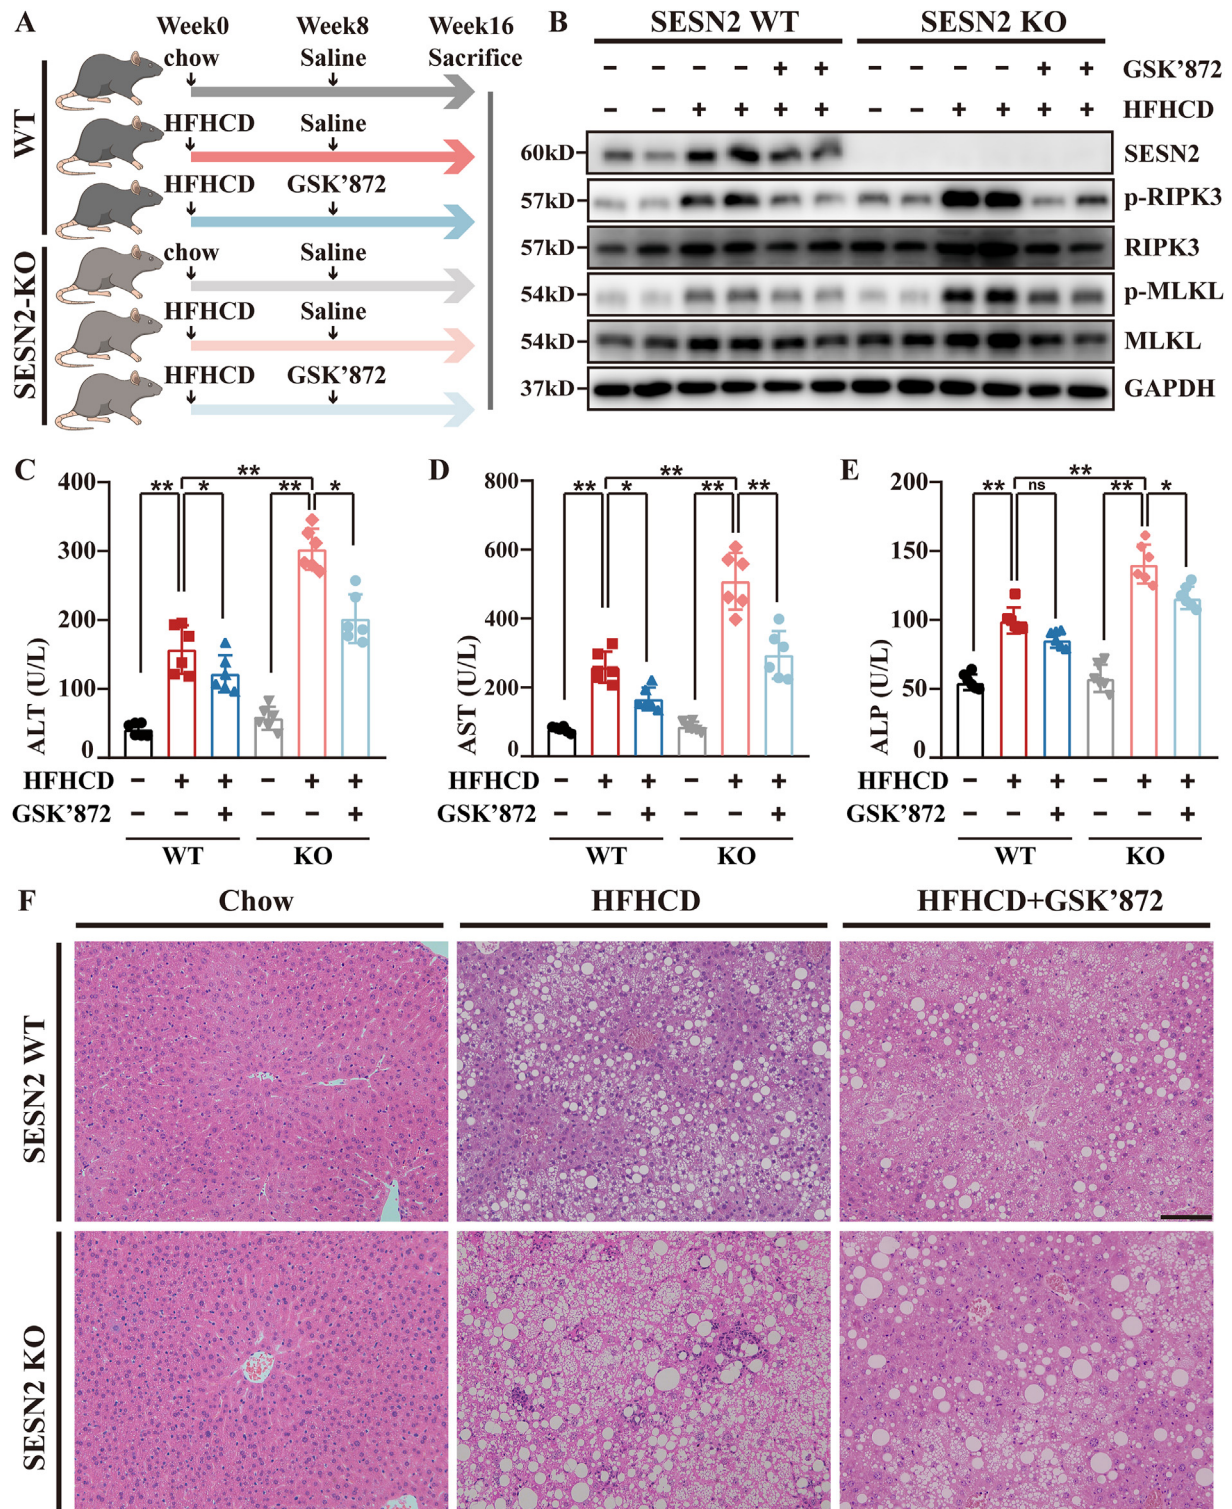 A
Week0 Week8 Week16
chow Saline Sacrifice
HFHCD Saline
HFHCD GSK'872
chow Saline
HFHCD Saline
HFHCD GSK'872
WT
SESN2-KO
B
SESN2 WT SESN2 KO
− − − − + + − − − − + + GSK'872
− − + + + + − − + + + + HFHCD
60kD SESN2
57kD p-RIPK3
57kD RIPK3
54kD p-MLKL
54kD MLKL
37kD GAPDH
C
ALT (U/L)
400
300
200
100
0
** * ** ** *
HFHCD − + + − + +
GSK'872 + +
WT KO
D
AST (U/L)
800
600
400
200
0
** * ** ** **
HFHCD − + + − + +
GSK'872 + +
WT KO
E
ALP (U/L)
200
150
100
50
0
** ns ** ** *
HFHCD − + + − + +
GSK'872 + +
WT KO
F
Chow HFHCD HFHCD+GSK'872
SESN2 WT
SESN2 KO